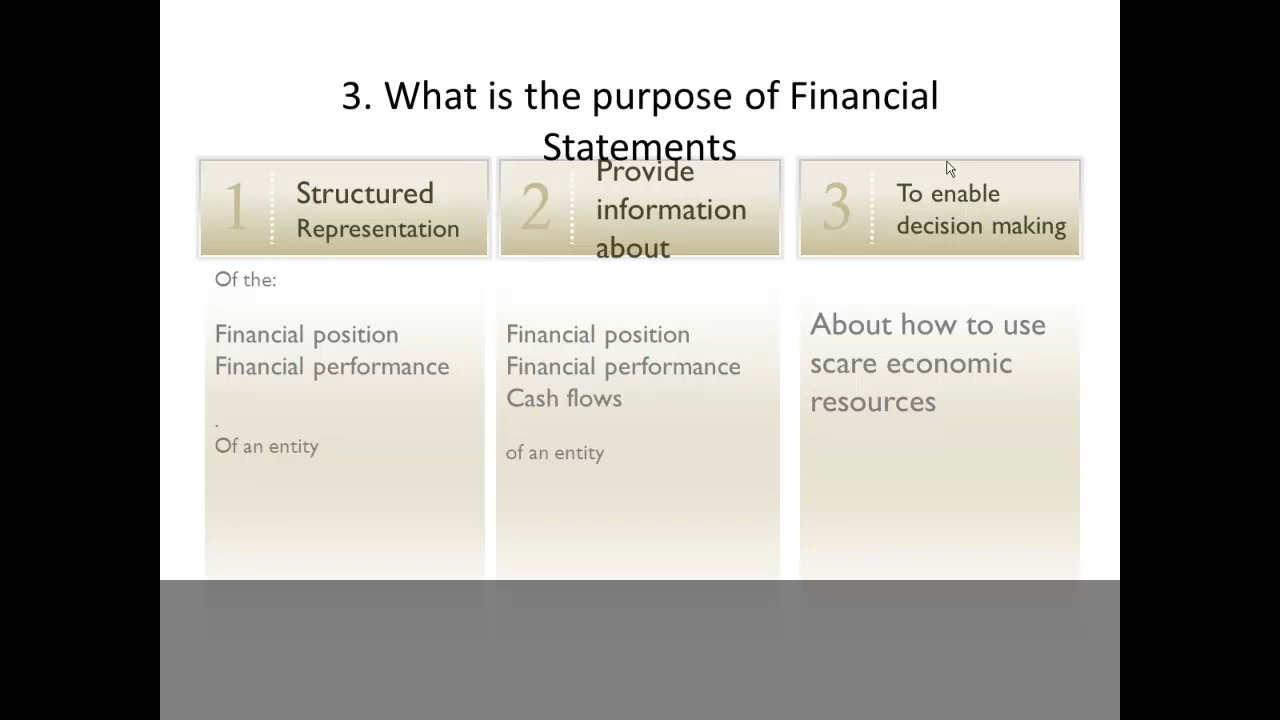 3. What is the purpose of Financial
Statements
1
Structured
Representation
Of the:
Financial position
Financial performance
.
Of an entity
2
Provide
information
about
Financial position
Financial performance
Cash flows
of an entity
3
To enable
decision making
About how to use
scare economic
resources